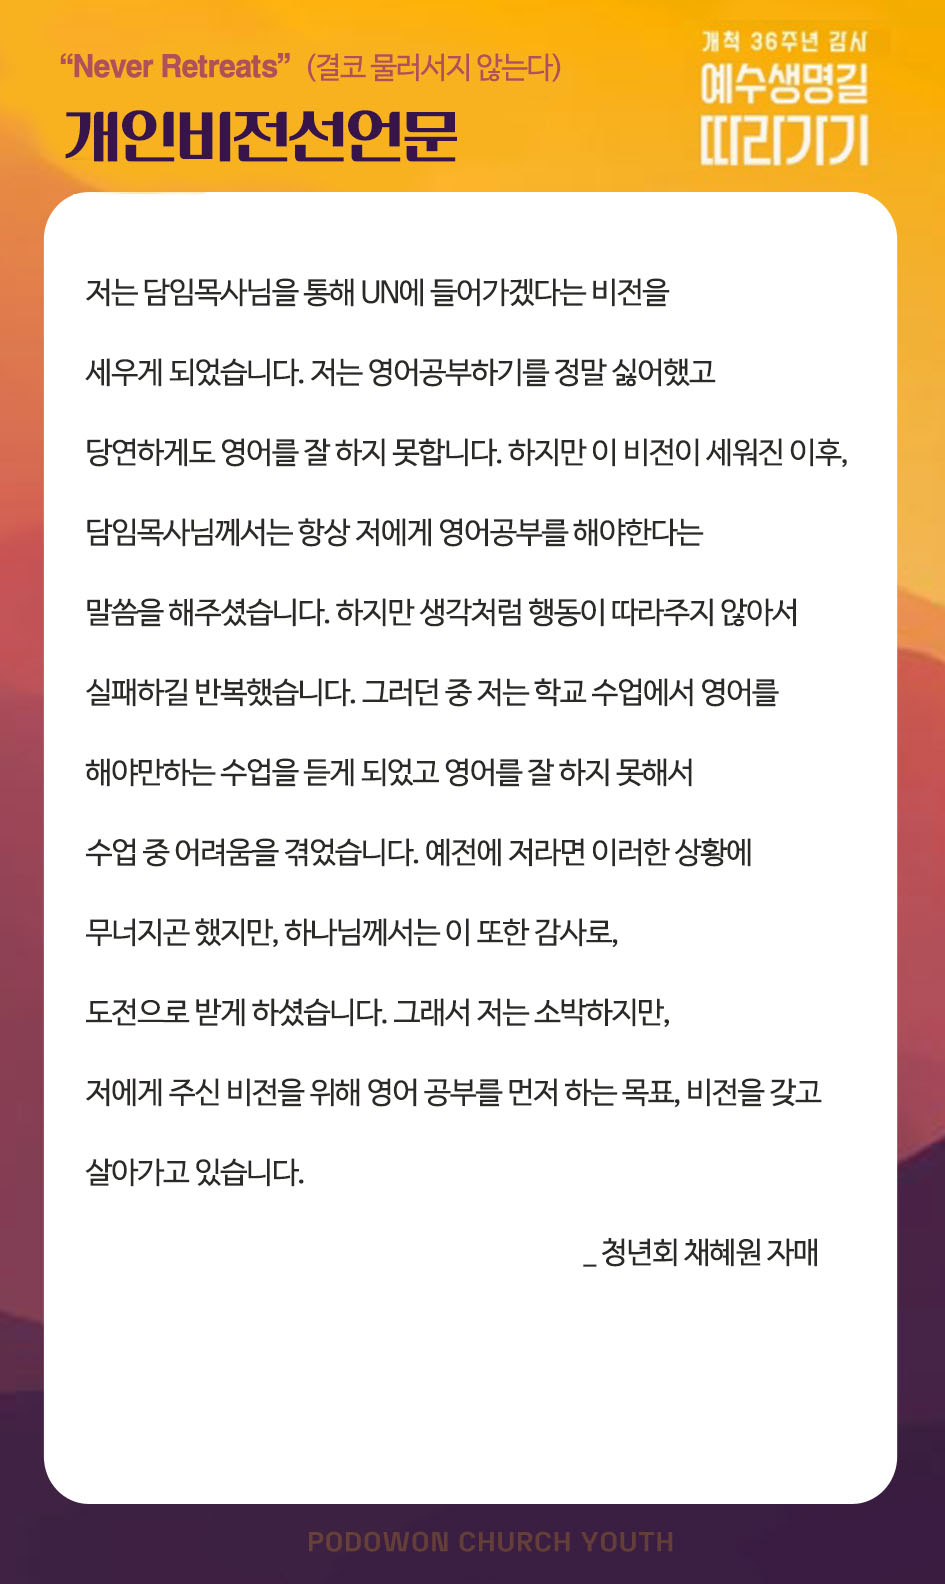 “Never Retreats” (결코 물러서지 않는다)
개인비전선언문
개척 36주년 감사
예수생명길
따라가기
저는 담임목사님을 통해 UN에 들어가겠다는 비전을
세우게 되었습니다. 저는 영어공부하기를 정말 싫어했고
당연하게도 영어를 잘 하지 못합니다. 하지만 이 비전이 세워진 이후,
담임목사님께서는 항상 저에게 영어공부를 해야한다는
말씀을 해주셨습니다. 하지만 생각처럼 행동이 따라주지 않아서
실패하길 반복했습니다. 그러던 중 저는 학교 수업에서 영어를
해야만하는 수업을 듣게 되었고 영어를 잘 하지 못해서
수업 중 어려움을 겪었습니다. 예전에 저라면 이러한 상황에
무너지곤 했지만, 하나님께서는 이 또한 감사로,
도전으로 받게 하셨습니다. 그래서 저는 소박하지만,
저에게 주신 비전을 위해 영어 공부를 먼저 하는 목표, 비전을 갖고
살아가고 있습니다.
_ 청년회 채혜원 자매
PODOWON CHURCH YOUTH